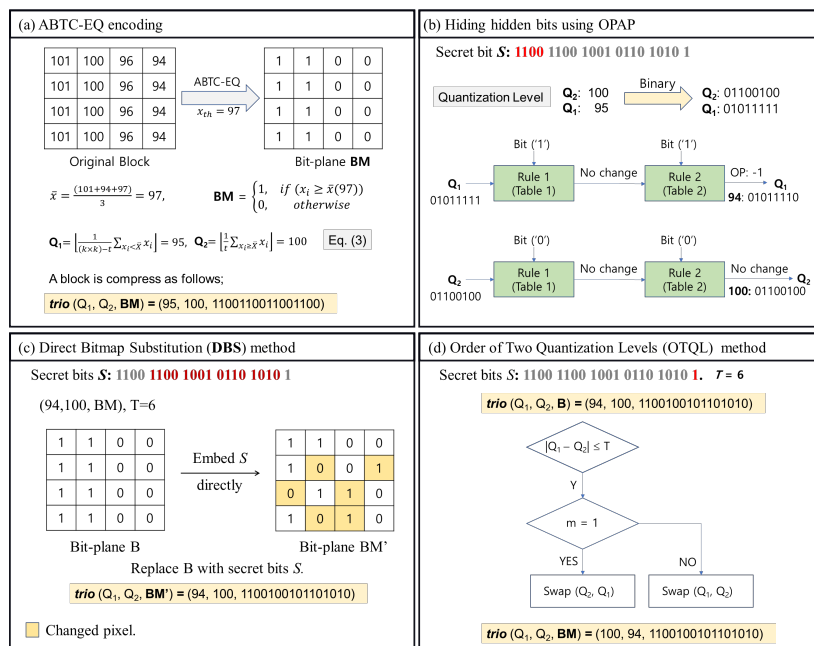 (a) ABTC-EQ encoding
101 100 96 94
101 100 96 94
101 100 96 94
101 100 96 94
Original Block
ABTC-EQ
x_th = 97
1 1 0 0
1 1 0 0
1 1 0 0
1 1 0 0
Bit-plane BM
x̄ = (101+94+97)/3 = 97,
BM = {1, if (x_i ≥ x̄(97))
0, otherwise
Q₁=⌊1/((k×k)−t) ∑_{x_i<x̄} x_i⌋ = 95, Q₂=⌊1/t ∑_{x_i≥x̄} x_i⌋ = 100 Eq. (3)
A block is compress as follows;
trio (Q₁, Q₂, BM) = (95, 100, 1100110011001100)
(b) Hiding hidden bits using OPAP
Secret bit S: 1100 1100 1001 0110 1010 1
Quantization Level
Q₂: 100
Q₁: 95
Binary
Q₂: 01100100
Q₁: 01011111
Bit ('1') Bit ('1')
Q₁
01011111
Rule 1
(Table 1)
No change
Rule 2
(Table 2)
OP: -1
Q₁
94: 01011110
Bit ('0') Bit ('0')
Q₂
01100100
Rule 1
(Table 1)
No change
Rule 2
(Table 2)
No change
Q₂
100: 01100100
(c) Direct Bitmap Substitution (DBS) method
Secret bits S: 1100 1100 1001 0110 1010 1
(94,100, BM), T=6
1 1 0 0
1 1 0 0
1 1 0 0
1 1 0 0
Bit-plane B
Embed S
directly
1 1 0 0
1 0 0 1
0 1 1 0
1 0 1 0
Bit-plane BM'
Replace B with secret bits S.
trio (Q₁, Q₂, BM') = (94, 100, 1100100101101010)
Changed pixel.
(d) Order of Two Quantization Levels (OTQL) method
Secret bits S: 1100 1100 1001 0110 1010 1. T = 6
trio (Q₁, Q₂, B) = (94, 100, 1100100101101010)
|Q₁ − Q₂| ≤ T
Y
m = 1
YES
NO
Swap (Q₂, Q₁)
Swap (Q₁, Q₂)
trio (Q₁, Q₂, BM) = (100, 94, 1100100101101010)